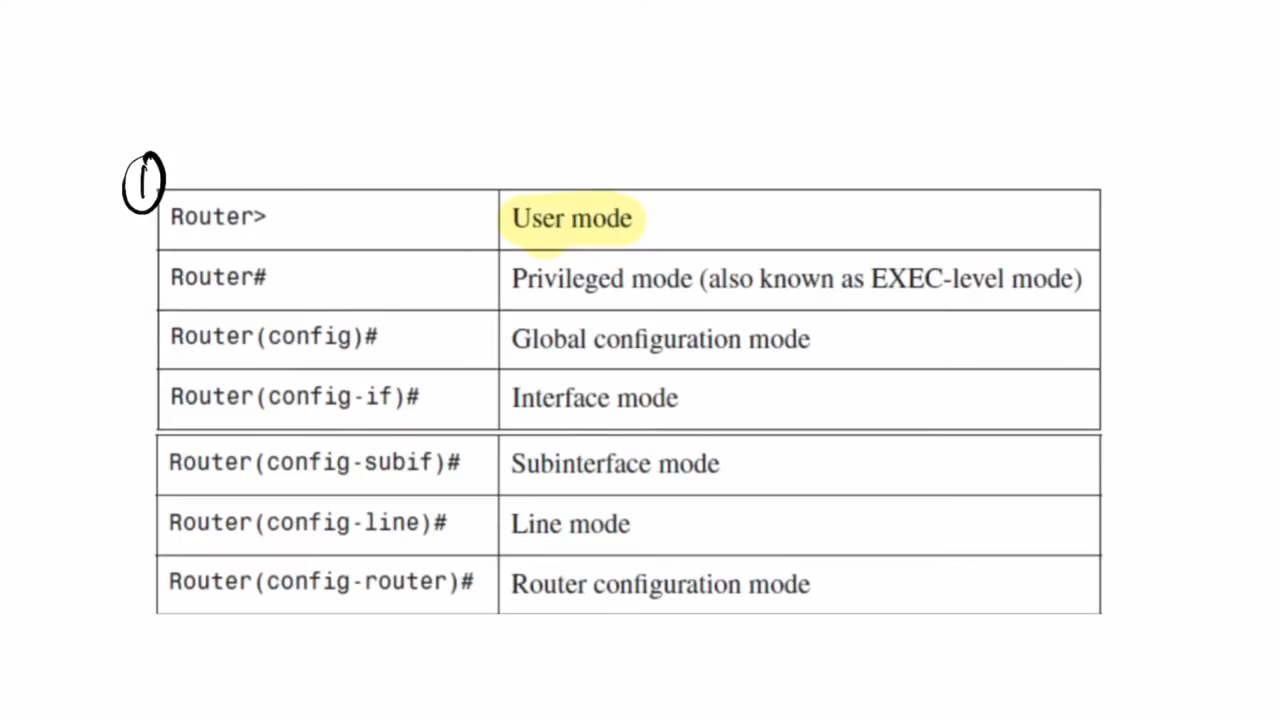 1
Router> User mode
Router# Privileged mode (also known as EXEC-level mode)
Router(config)# Global configuration mode
Router(config-if)# Interface mode
Router(config-subif)# Subinterface mode
Router(config-line)# Line mode
Router(config-router)# Router configuration mode